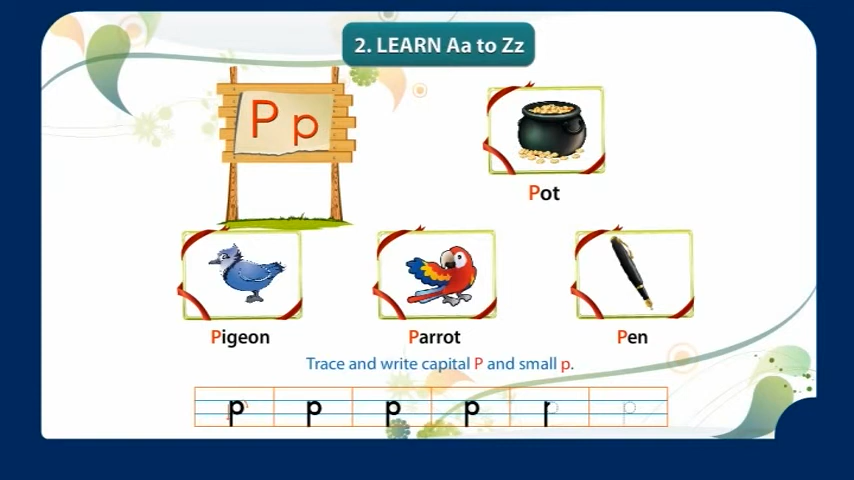 2. LEARN Aa to Zz
P p
Pot
Pigeon
Parrot
Pen
Trace and write capital P and small p.
p p p p p p